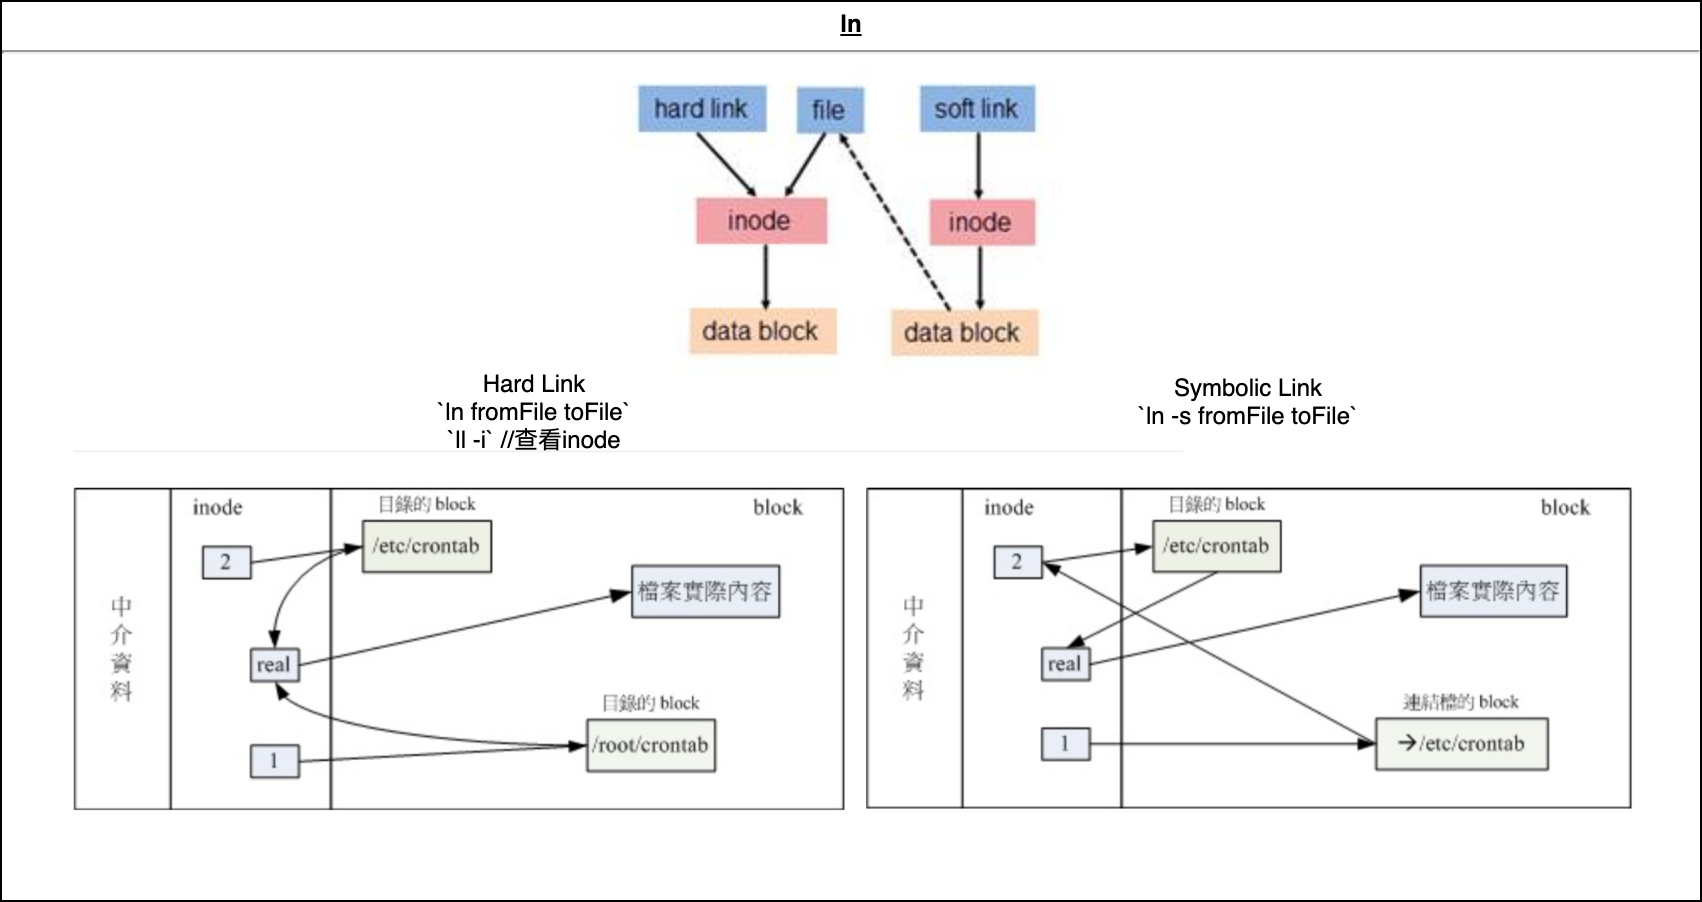 ln
hard link
file
soft link
inode
inode
data block
data block
Hard Link
`ln fromFile toFile`
`ll -i` //查看inode
Symbolic Link
`ln -s fromFile toFile`
中介資料
inode
目錄的 block
block
2
/etc/crontab
檔案實際內容
real
目錄的 block
1
/root/crontab
中介資料
inode
目錄的 block
block
2
/etc/crontab
檔案實際內容
real
連結檔的 block
1
→/etc/crontab